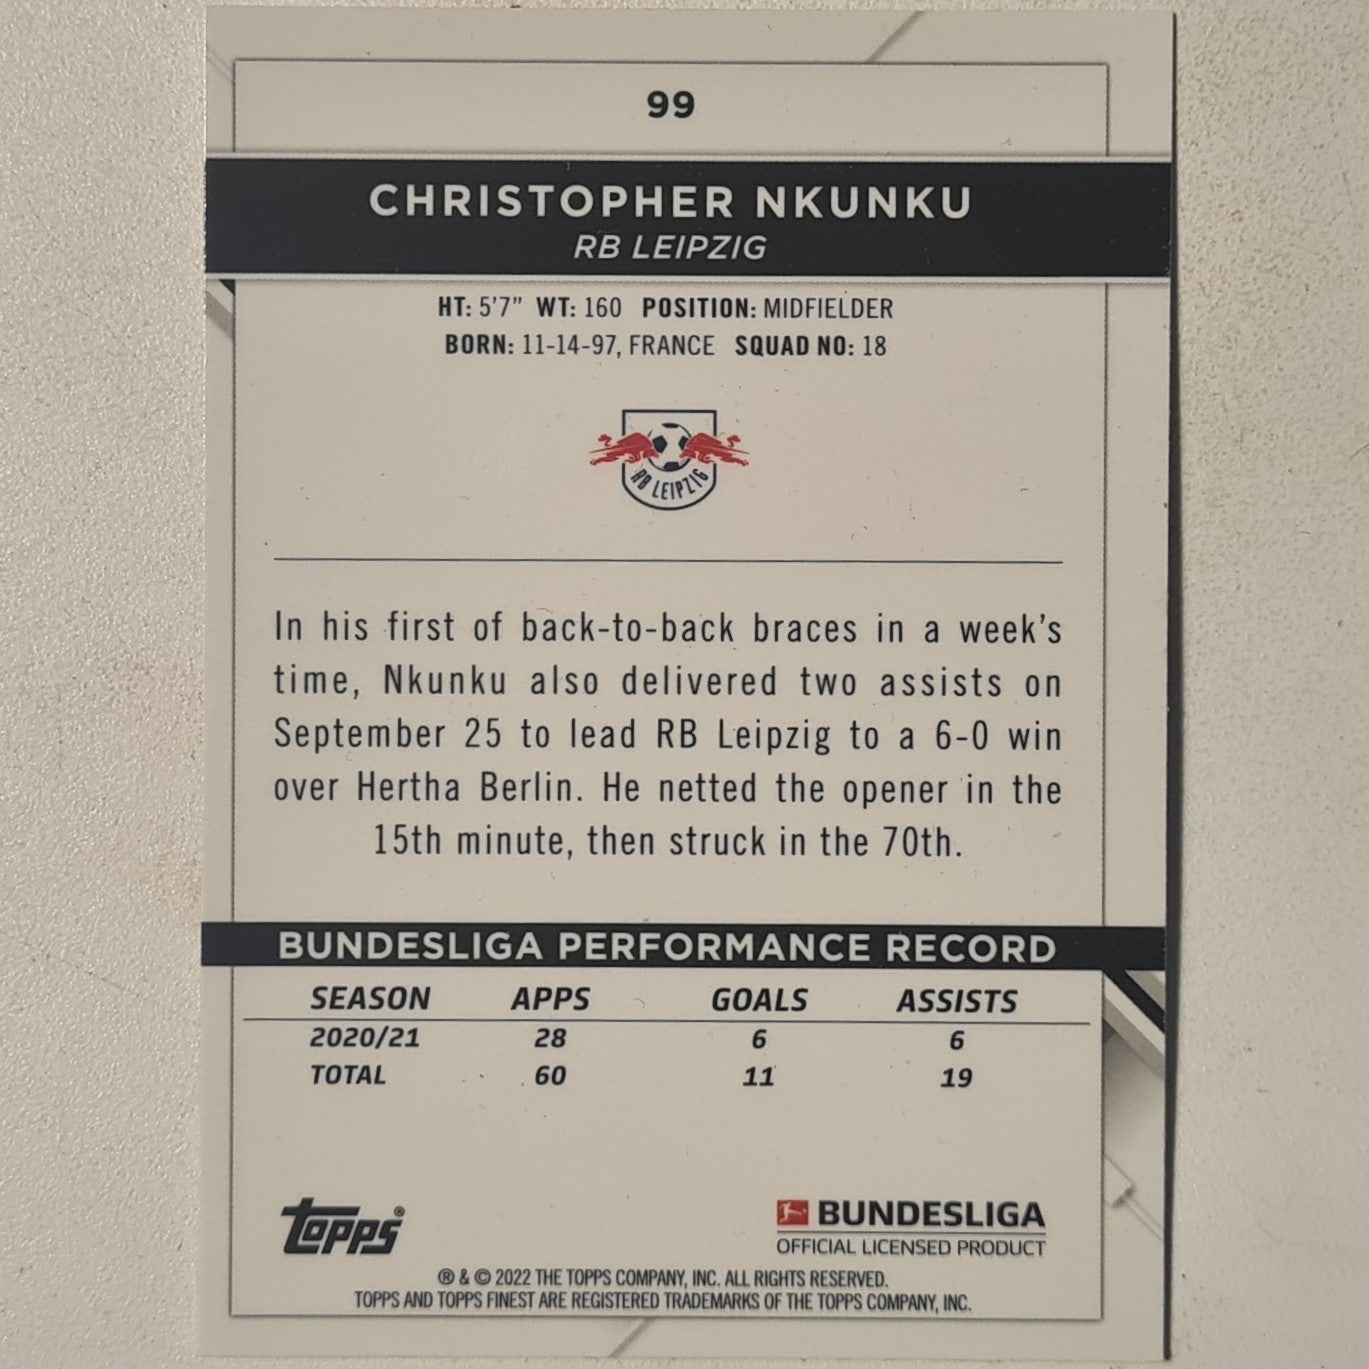 99
CHRISTOPHER NKUNKU
RB LEIPZIG
HT: 5'7" WT: 160 POSITION: MIDFIELDER
BORN: 11-14-97, FRANCE SQUAD NO: 18
RB LEIPZIG
In his first of back-to-back braces in a week's
time, Nkunku also delivered two assists on
September 25 to lead RB Leipzig to a 6-0 win
over Hertha Berlin. He netted the opener in the
15th minute, then struck in the 70th.
BUNDESLIGA PERFORMANCE RECORD
SEASON APPS GOALS ASSISTS
2020/21 28 6 6
TOTAL 60 11 19
topps®
BUNDESLIGA
OFFICIAL LICENSED PRODUCT
® & © 2022 THE TOPPS COMPANY, INC. ALL RIGHTS RESERVED.
TOPPS AND TOPPS FINEST ARE REGISTERED TRADEMARKS OF THE TOPPS COMPANY, INC.